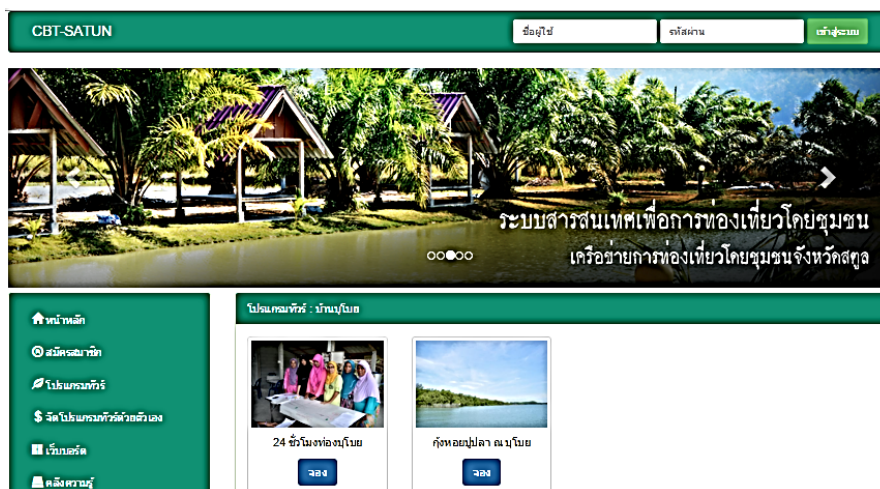 CBT-SATUN
ชื่อผู้ใช้
รหัสผ่าน
เข้าสู่ระบบ
ระบบสารสนเทศเพื่อการท่องเที่ยวโดยชุมชน
เครือข่ายการท่องเที่ยวโดยชุมชนจังหวัดสตูล
หน้าหลัก
สมัครสมาชิก
โปรแกรมทัวร์
จัดโปรแกรมทัวร์ด้วยตัวเอง
เว็บบอร์ด
คลังความรู้
โปรแกรมทัวร์ : บ้านบุโบย
24 ชั่วโมงท่องบุโบย
กุ้งหอยปูปลา ณ บุโบย
จอง
จอง